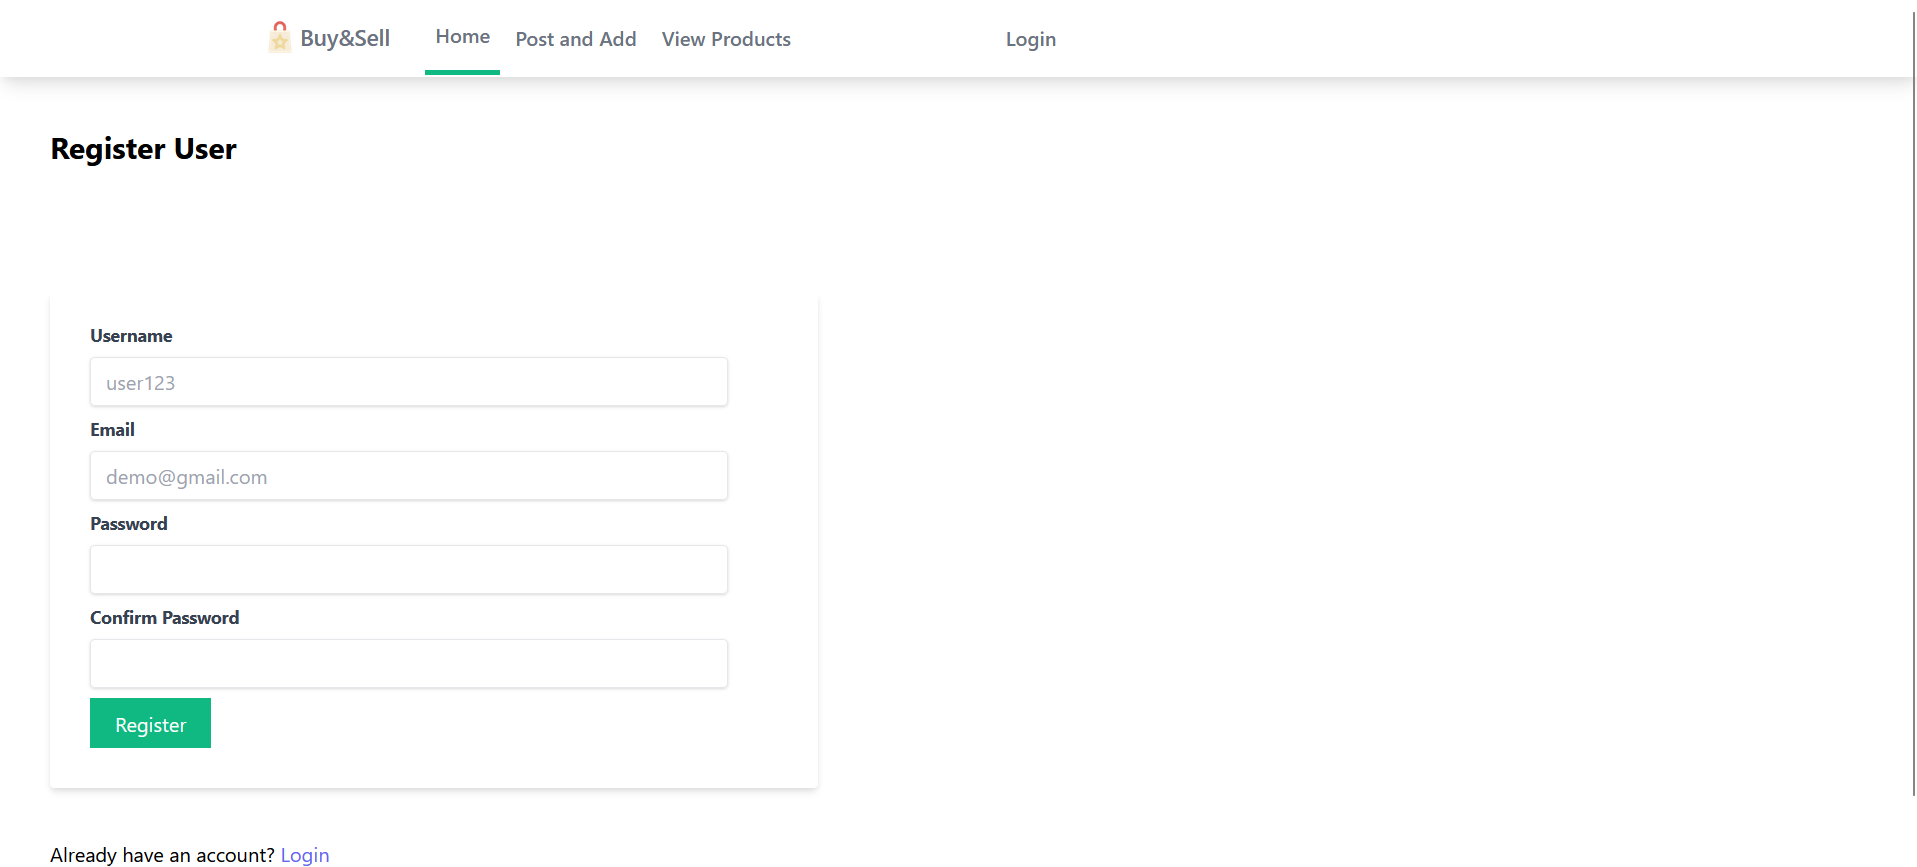 Buy&Sell Home Post and Add View Products Login
Register User
Username
user123
Email
demo@gmail.com
Password
Confirm Password
Register
Already have an account? Login